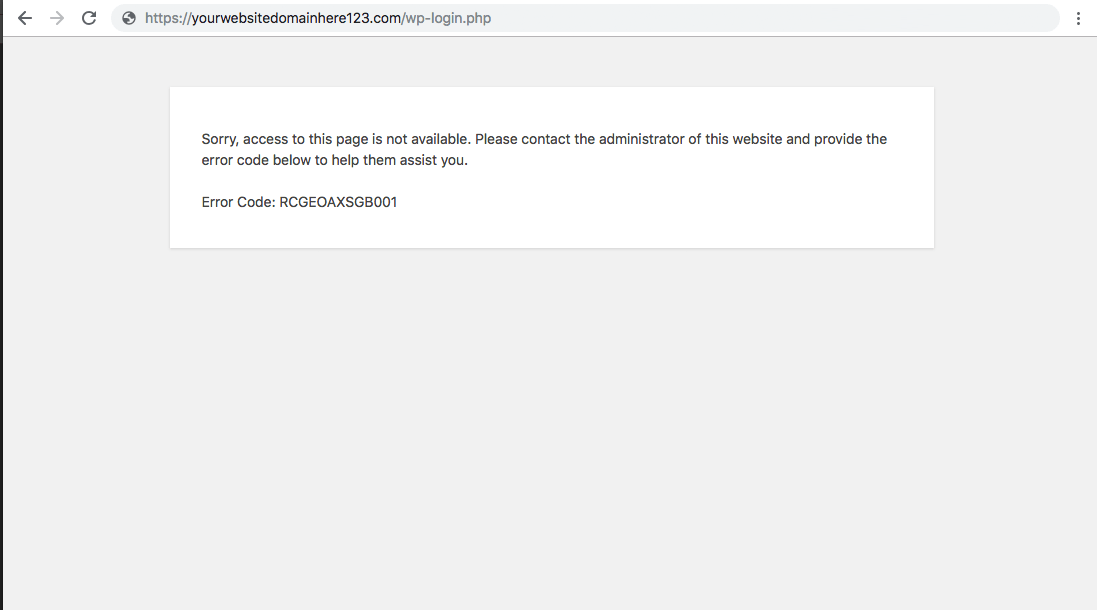 https://yourwebsitedomainhere123.com/wp-login.php
Sorry, access to this page is not available. Please contact the administrator of this website and provide the
error code below to help them assist you.
Error Code: RCGEOAXSGB001